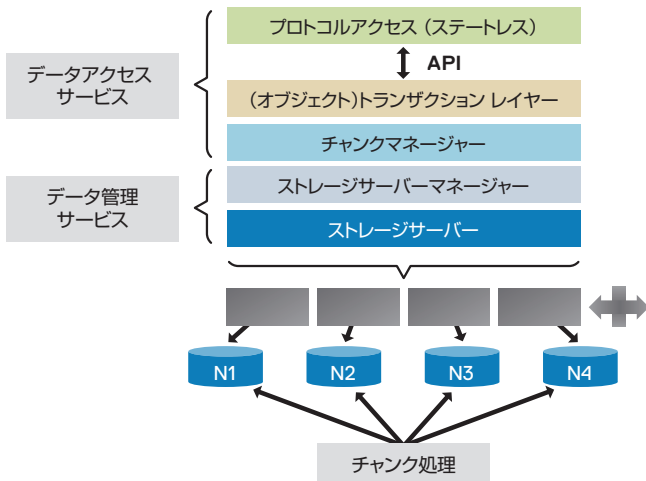 プロトコルアクセス（ステートレス）
API
データアクセス
サービス
（オブジェクト）トランザクション レイヤー
チャンクマネージャー
データ管理
サービス
ストレージサーバーマネージャー
ストレージサーバー
N1
N2
N3
N4
チャンク処理